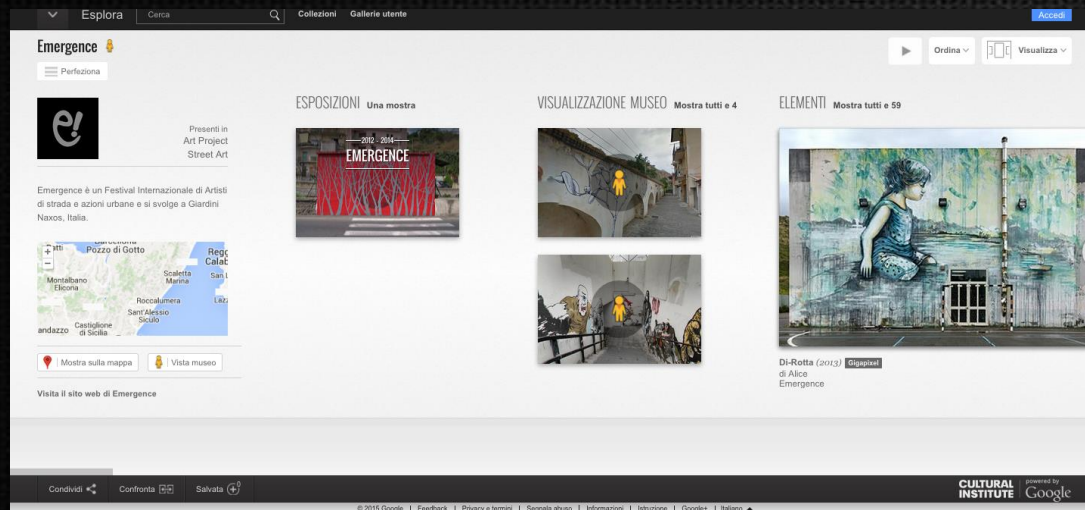 Esplora
Cerca
Collezioni
Gallerie utente
Accedi
Emergence
Perfeziona
Ordina
Visualizza
e!
Presenti in
Art Project
Street Art
Emergence è un Festival Internazionale di Artisti
di strada e azioni urbane e si svolge a Giardini
Naxos, Italia.
Pozzo di Gotto
Montalbano
Elicona
Scaletta
Marina
Roccalumera
Sant'Alessio
Siculo
Castiglione
di Sicilia
andazzo
Mostra sulla mappa
Vista museo
Visita il sito web di Emergence
ESPOSIZIONI Una mostra
2012 - 2014
EMERGENCE
VISUALIZZAZIONE MUSEO Mostra tutti e 4
ELEMENTI Mostra tutti e 59
Di-Rotta (2013) Gigapixel
di Alice
Emergence
Condividi
Confronta
Salvata 0
CULTURAL
INSTITUTE
powered by
Google
© 2015 Google | Feedback | Privacy e termini | Segnala abuso | Informazioni | Istruzione | Google+ | Italiano